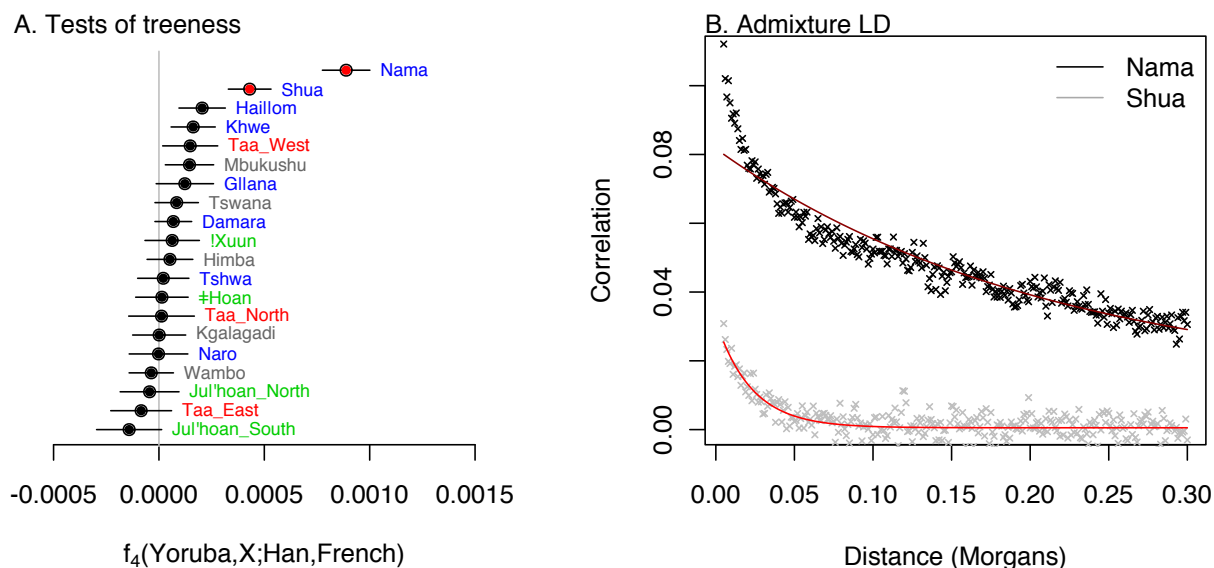 A. Tests of treeness
Nama
Shua
Haillom
Khwe
Taa_West
Mbukushu
Gllana
Tswana
Damara
!Xuun
Himba
Tshwa
ǂHoan
Taa_North
Kgalagadi
Naro
Wambo
Jul'hoan_North
Taa_East
Jul'hoan_South
-0.0005 0.0000 0.0005 0.0010 0.0015
f4(Yoruba,X;Han,French)
B. Admixture LD
Nama
Shua
Correlation
0.08
0.04
0.00
0.00 0.05 0.10 0.15 0.20 0.25 0.30
Distance (Morgans)